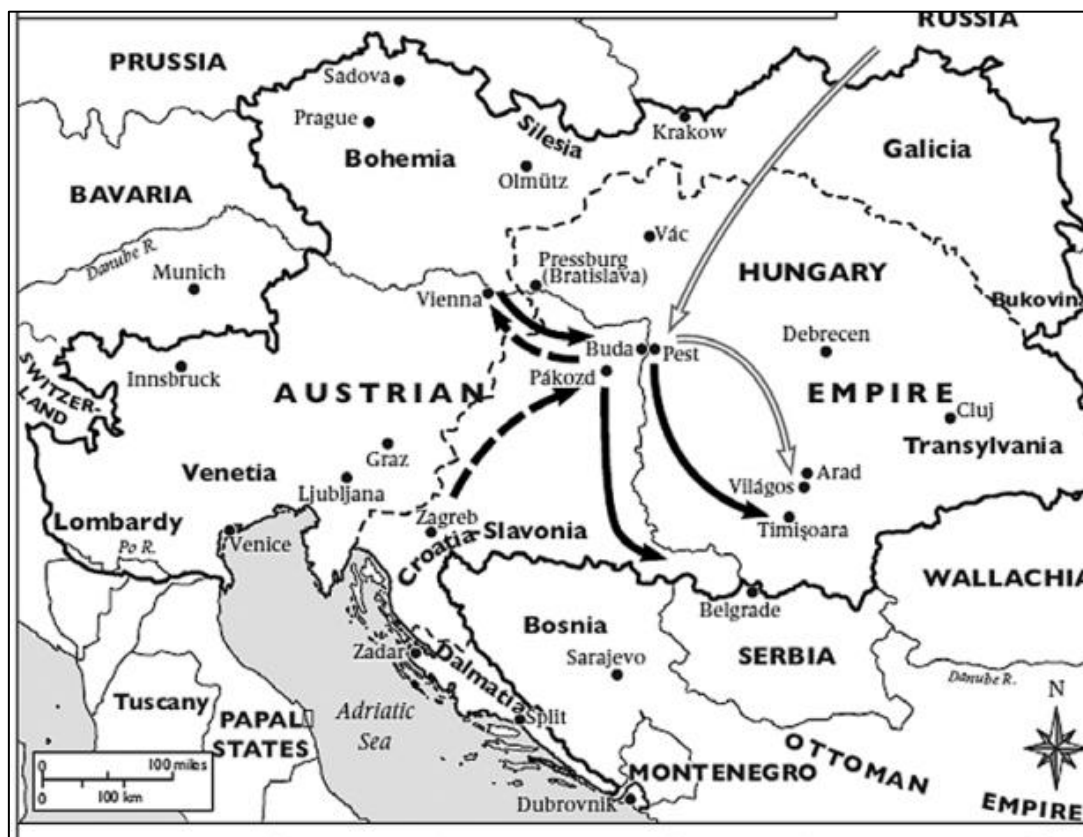 RUSSIA
PRUSSIA
Sadova
Prague
Bohemia
Silesia
Krakow
Galicia
Olmütz
BAVARIA
Danube R.
Munich
Vác
Pressburg
(Bratislava)
HUNGARY
Bukovin
Vienna
Debrecen
Buda
Pest
SWITZER-
LAND
Innsbruck
Pákozd
AUSTRIAN
EMPIRE
Cluj
Transylvania
Graz
Venetia
Ljubljana
Arad
Világos
Timişoara
Lombardy
Po R.
Venice
Zagreb
Croatia-Slavonia
WALLACHIA
Belgrade
Bosnia
Zadar
Dalmatia
Sarajevo
SERBIA
Danube R.
N
Tuscany
PAPAL
STATES
Adriatic
Sea
Split
OTTOMAN
EMPIRE
MONTENEGRO
Dubrovnik
0 100 miles
0 100 km